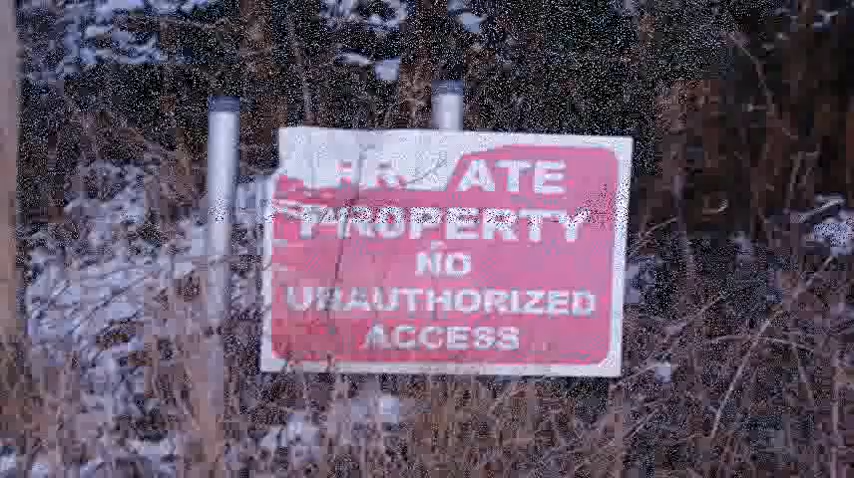 PRIVATE
PROPERTY
NO
UNAUTHORIZED
ACCESS